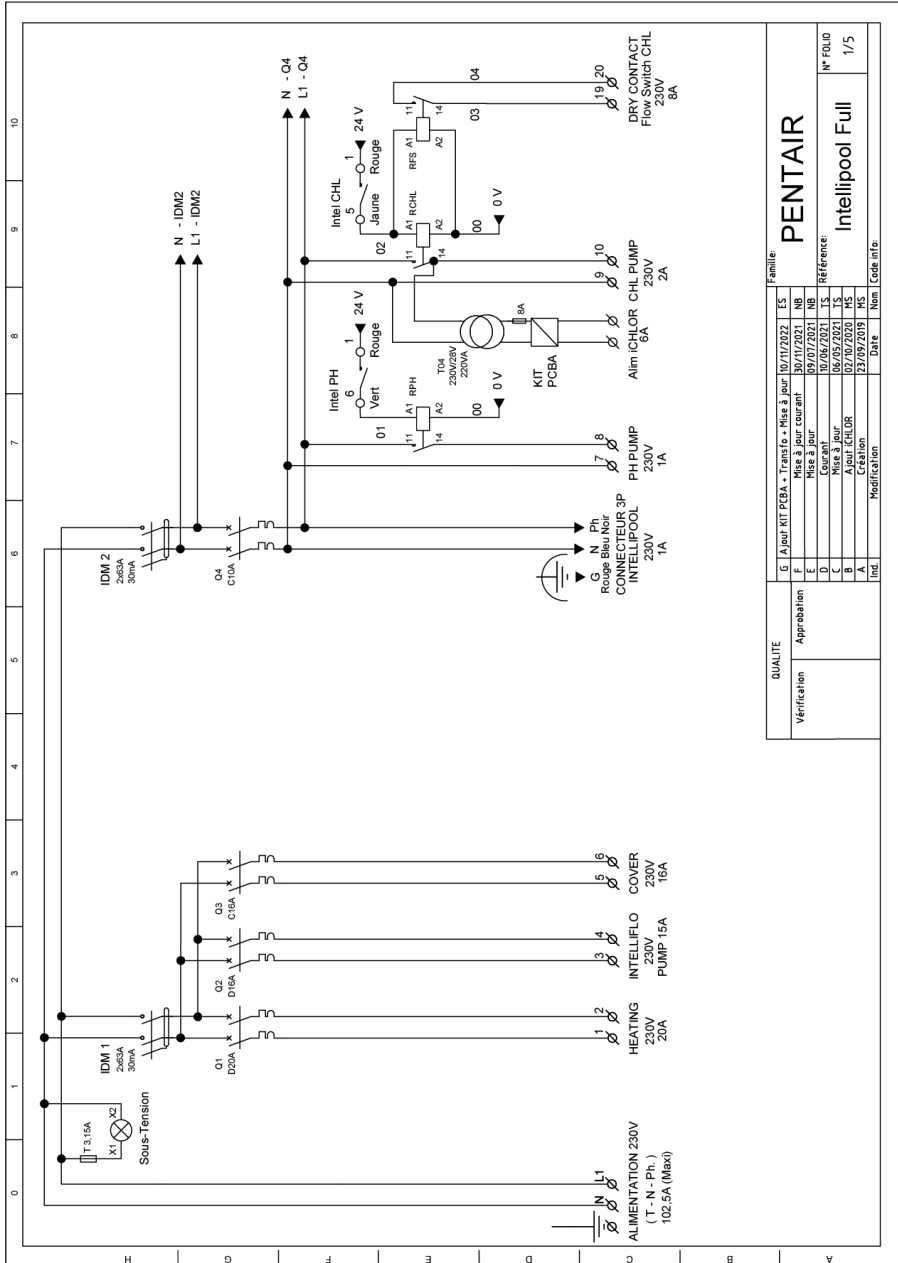 0
1
2
3
4
5
6
7
8
9
10
H
G
F
E
D
C
B
A
T 3,15A
X1
X2
Sous-Tension
IDM 1
2x63A
30mA
IDM 2
2x63A
30mA
N - IDM2
L1 - IDM2
N - Q4
L1 - Q4
Q1
D20A
Q2
D16A
Q3
C16A
Q4
C10A
Intel PH
6
1
24 V
Vert
Rouge
01
11
14
A1
A2
RPH
00
0 V
Intel CHL
5
1
24 V
Jaune
Rouge
02
11
14
A1
A2
RCHL
00
0 V
RFS
A1
A2
11
14
03
04
T04
230V/28V
220VA
8A
KIT
PCBA
N
L1
ALIMENTATION 230V
( T - N - Ph. )
102,5A (Maxi)
1
2
HEATING
230V
20A
3
4
INTELLIFLO
230V
PUMP 15A
5
6
COVER
230V
16A
G
N
Ph
Rouge Bleu Noir
CONNECTEUR 3P
INTELLIPOOL
230V
1A
7
8
PH PUMP
230V
1A
Alim iCHLOR
6A
9
10
CHL PUMP
230V
2A
19
20
DRY CONTACT
Flow Switch CHL
230V
8A
QUALITE
Vérification
Approbation
G Ajout KIT PCBA + Transfo + Mise à jour 10/11/2022 ES
F Mise à jour courant 30/11/2021 NB
E Mise à jour 09/07/2021 NB
D Courant 10/06/2021 TS
C Mise à jour 06/05/2021 TS
B Ajout iCHLOR 02/10/2020 MS
A Création 23/09/2019 MS
Ind. Modification Date Nom
Famille:
PENTAIR
Référence:
Intellipool Full
N° FOLIO
1/5
Code info: